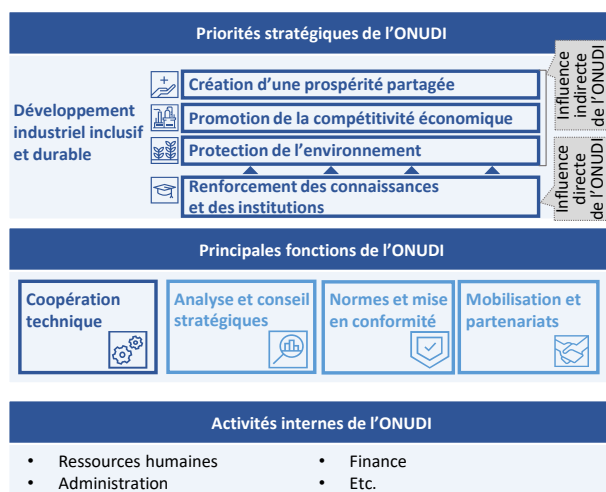 Priorités stratégiques de l'ONUDI
Influence
indirecte
de l'ONUDI
Développement
industriel inclusif
et durable
Création d'une prospérité partagée
Promotion de la compétitivité économique
Protection de l'environnement
Renforcement des connaissances
et des institutions
Influence
directe
de l'ONUDI
Principales fonctions de l'ONUDI
Coopération
technique
Analyse et conseil
stratégiques
Normes et mise
en conformité
Mobilisation et
partenariats
Activités internes de l'ONUDI
• Ressources humaines
• Administration
• Finance
• Etc.